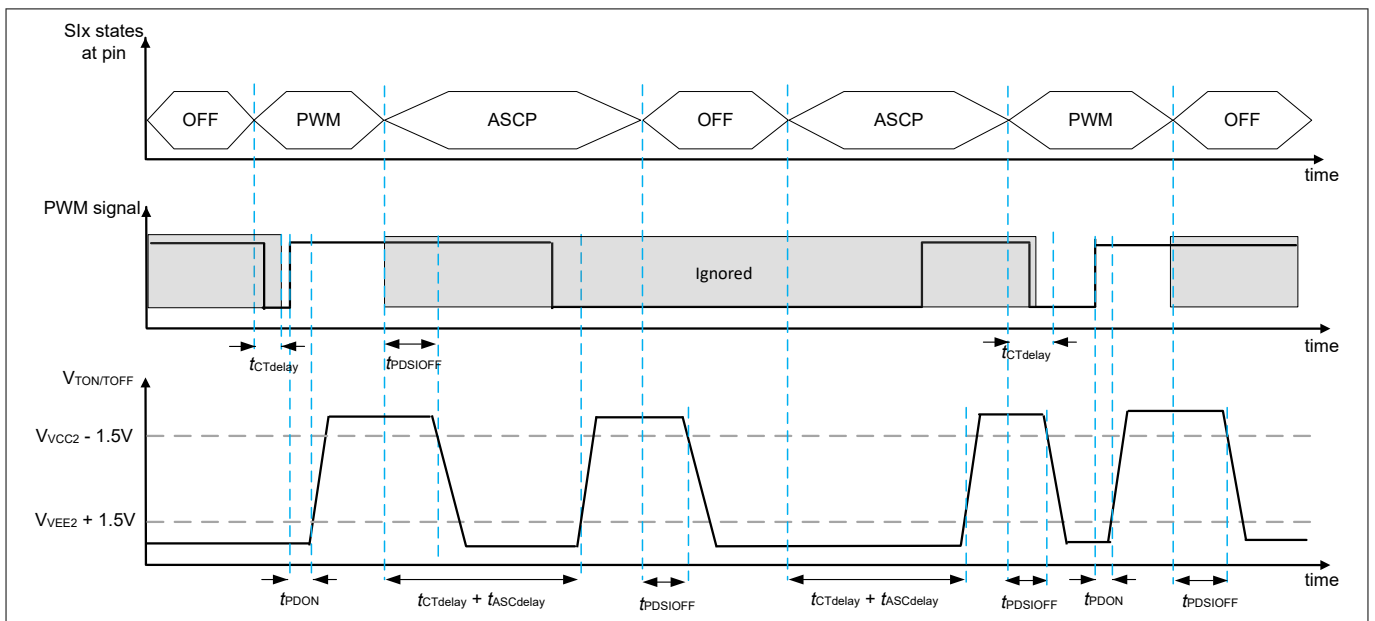 SIx states
at pin
OFF
PWM
ASCP
OFF
ASCP
PWM
OFF
time
PWM signal
Ignored
time
tCTdelay
tPDSIOFF
tCTdelay
VTON/TOFF
VVCC2 - 1.5V
VVEE2 + 1.5V
time
tPDON
tCTdelay + tASCdelay
tPDSIOFF
tCTdelay + tASCdelay
tPDSIOFF
tPDON
tPDSIOFF